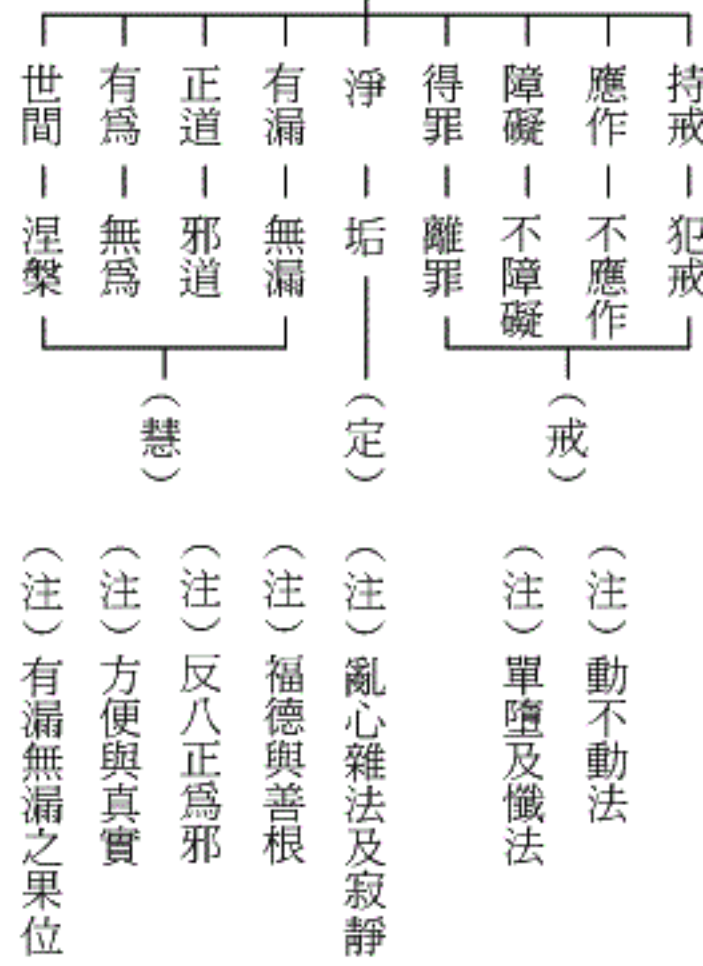 持戒
犯戒
應作
不應作
障礙
不障礙
得罪
離罪
淨
垢
有漏
無漏
正道
邪道
有爲
無爲
世間
涅槃
(戒)
(定)
(慧)
(注)動不動法
(注)單墮及懺法
(注)亂心雜法及寂靜
(注)福德與善根
(注)反八正爲邪
(注)方便與真實
(注)有漏無漏之果位